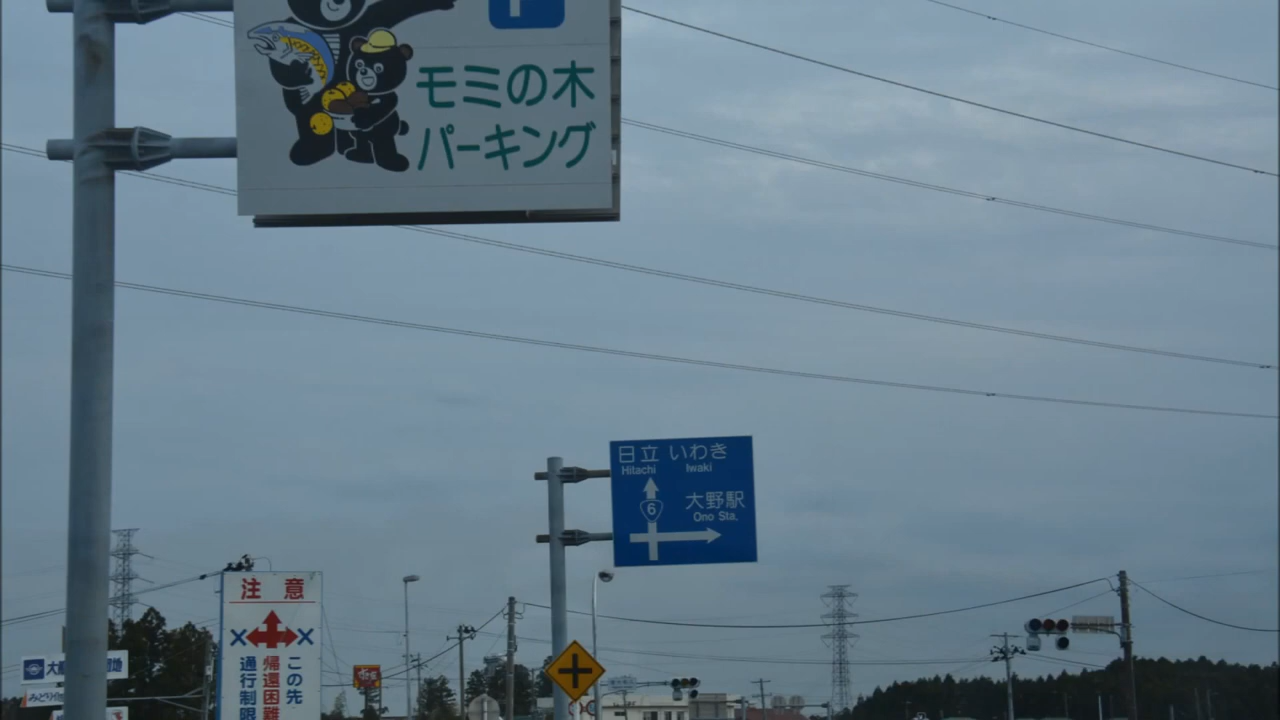 P
モミの木
パーキング
日立 いわき
Hitachi Iwaki
6
大野駅
Ono Sta.
注意
この先
帰還困難
通行制限